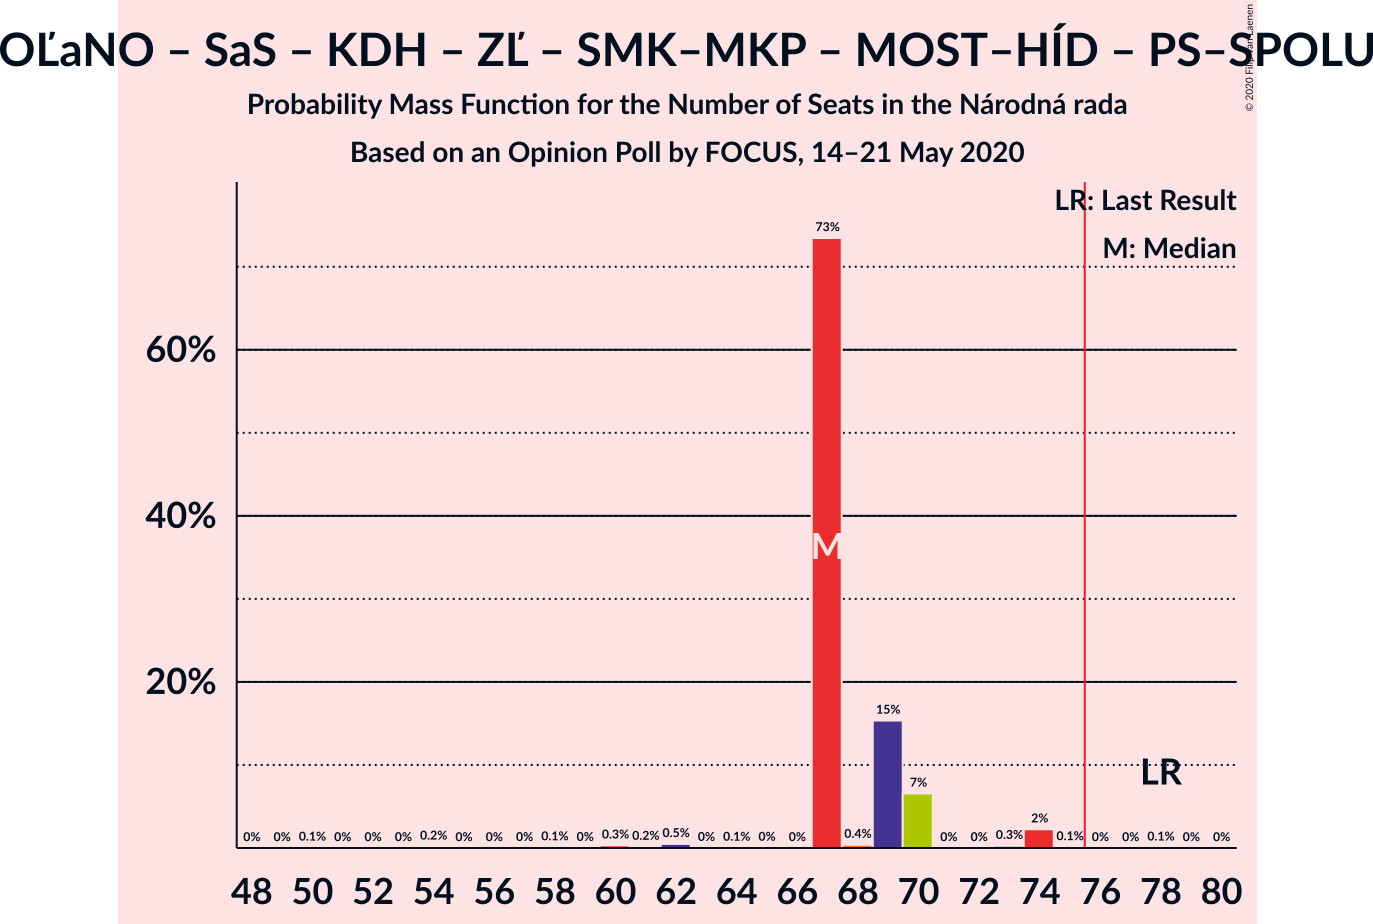 OĽaNO – SaS – KDH – ZĽ – SMK–MKP – MOST–HÍD – PS–SPOLU
Probability Mass Function for the Number of Seats in the Národná rada
Based on an Opinion Poll by FOCUS, 14–21 May 2020
© 2020 Filip van Laenen
LR: Last Result
M: Median
73%
60%
M
40%
20%
15%
LR
7%
2%
0% 0% 0.1% 0% 0% 0% 0.2% 0% 0% 0% 0.1% 0% 0.3% 0.2% 0.5% 0% 0.1% 0% 0% 0.4% 0% 0% 0.3% 0.1% 0% 0% 0.1% 0% 0%
48 50 52 54 56 58 60 62 64 66 68 70 72 74 76 78 80